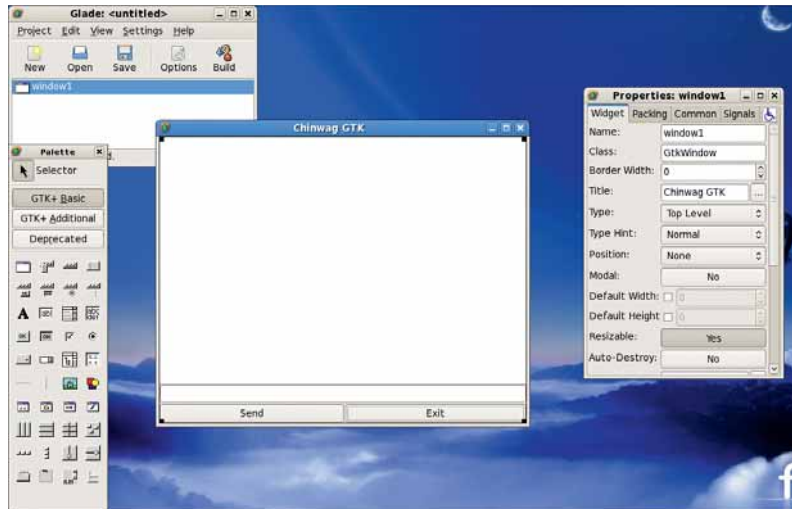 Glade: <untitled>
Project Edit View Settings Help
New Open Save Options Build
window1
Palette
Selector
GTK+ Basic
GTK+ Additional
Deprecated
Chinwag GTK
Send Exit
Properties: window1
Widget Packing Common Signals
Name: window1
Class: GtkWindow
Border Width: 0
Title: Chinwag GTK ...
Type: Top Level
Type Hint: Normal
Position: None
Modal: No
Default Width: 0
Default Height 0
Resizable: Yes
Auto-Destroy: No
f